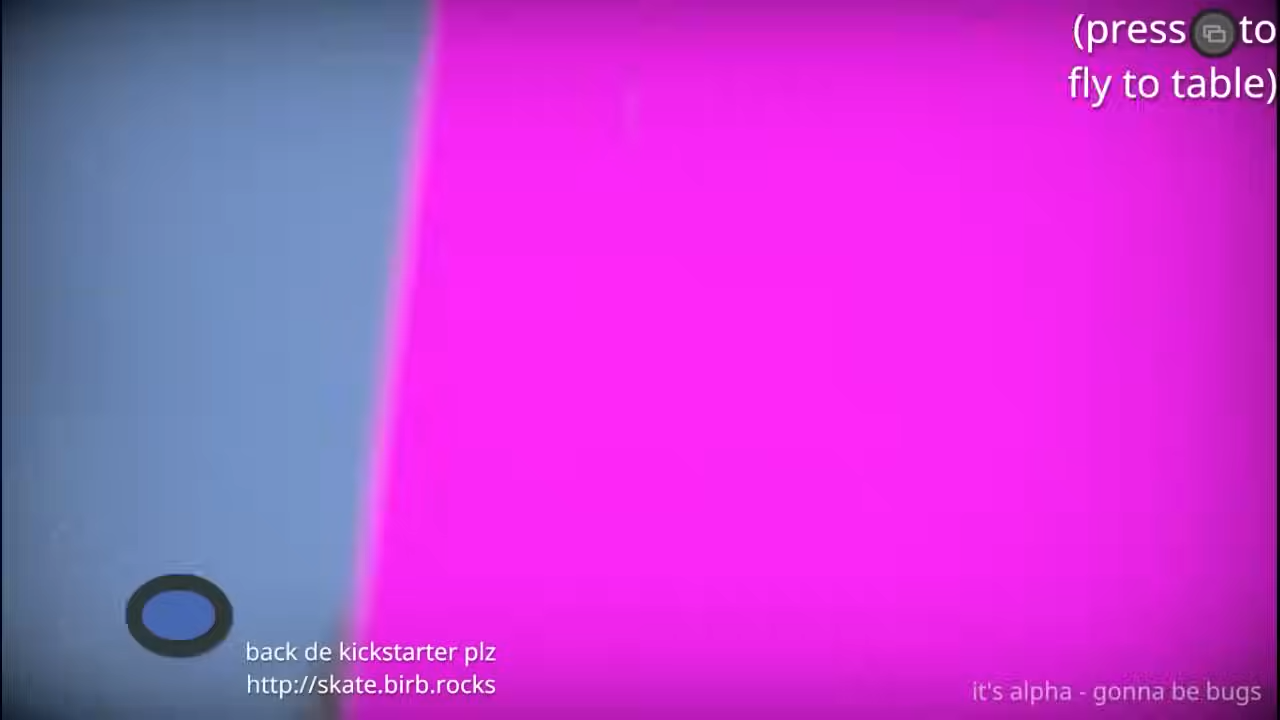 (press to
fly to table)
back de kickstarter plz
http://skate.birb.rocks
it's alpha - gonna be bugs